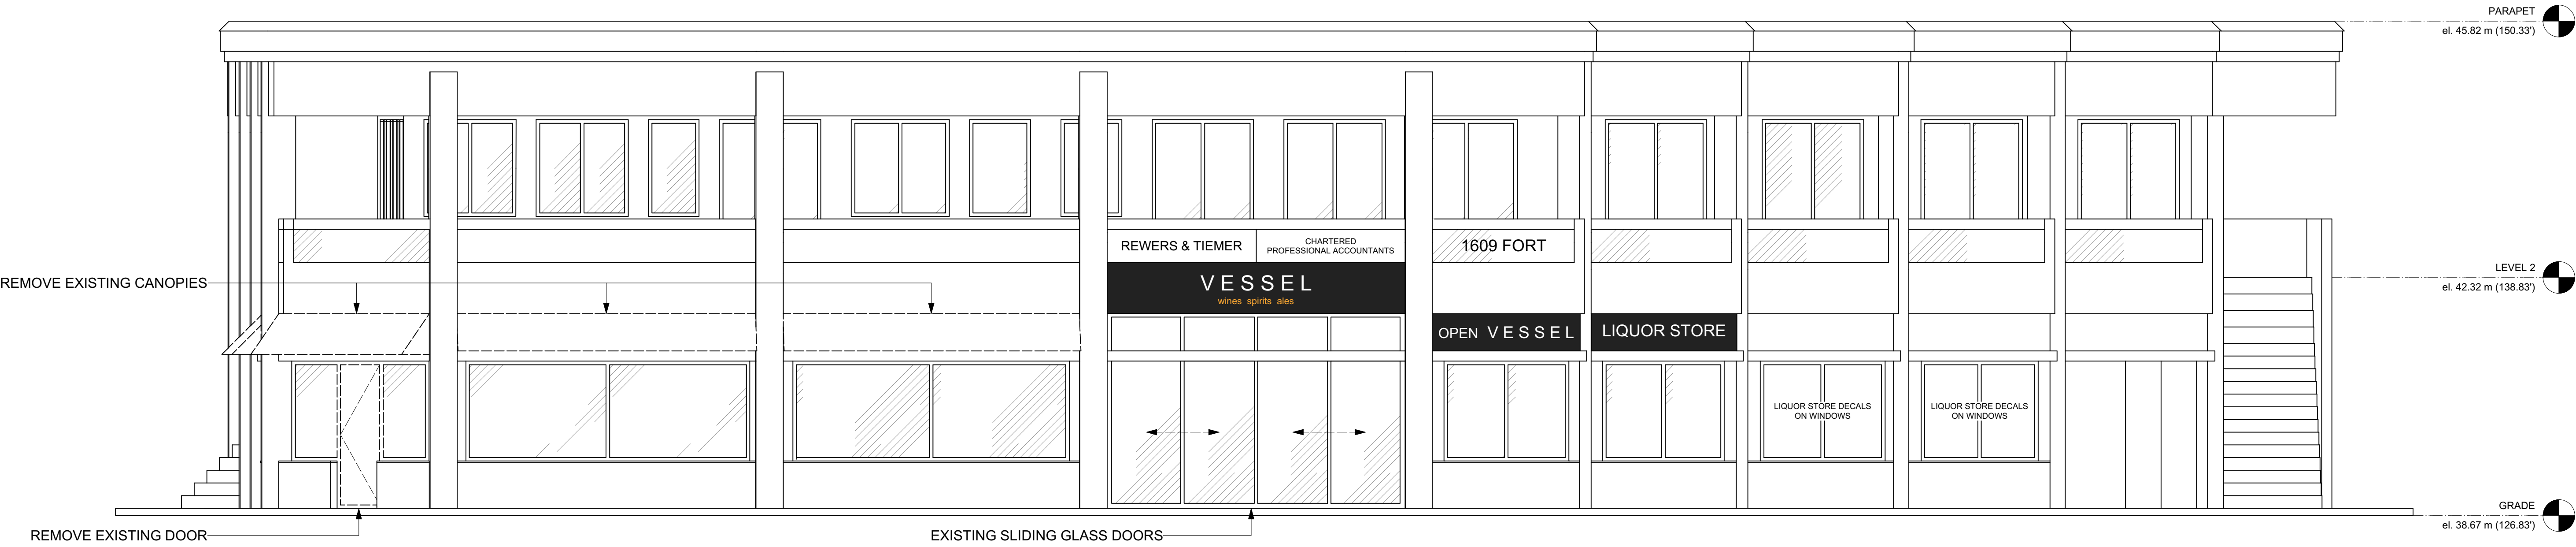 PARAPET
el. 45.82 m (150.33')
REWERS & TIEMER
CHARTERED
PROFESSIONAL ACCOUNTANTS
1609 FORT
LEVEL 2
el. 42.32 m (138.83')
REMOVE EXISTING CANOPIES
VESSEL
wines spirits ales
OPEN VESSEL
LIQUOR STORE
LIQUOR STORE DECALS
ON WINDOWS
LIQUOR STORE DECALS
ON WINDOWS
GRADE
el. 38.67 m (126.83')
REMOVE EXISTING DOOR
EXISTING SLIDING GLASS DOORS